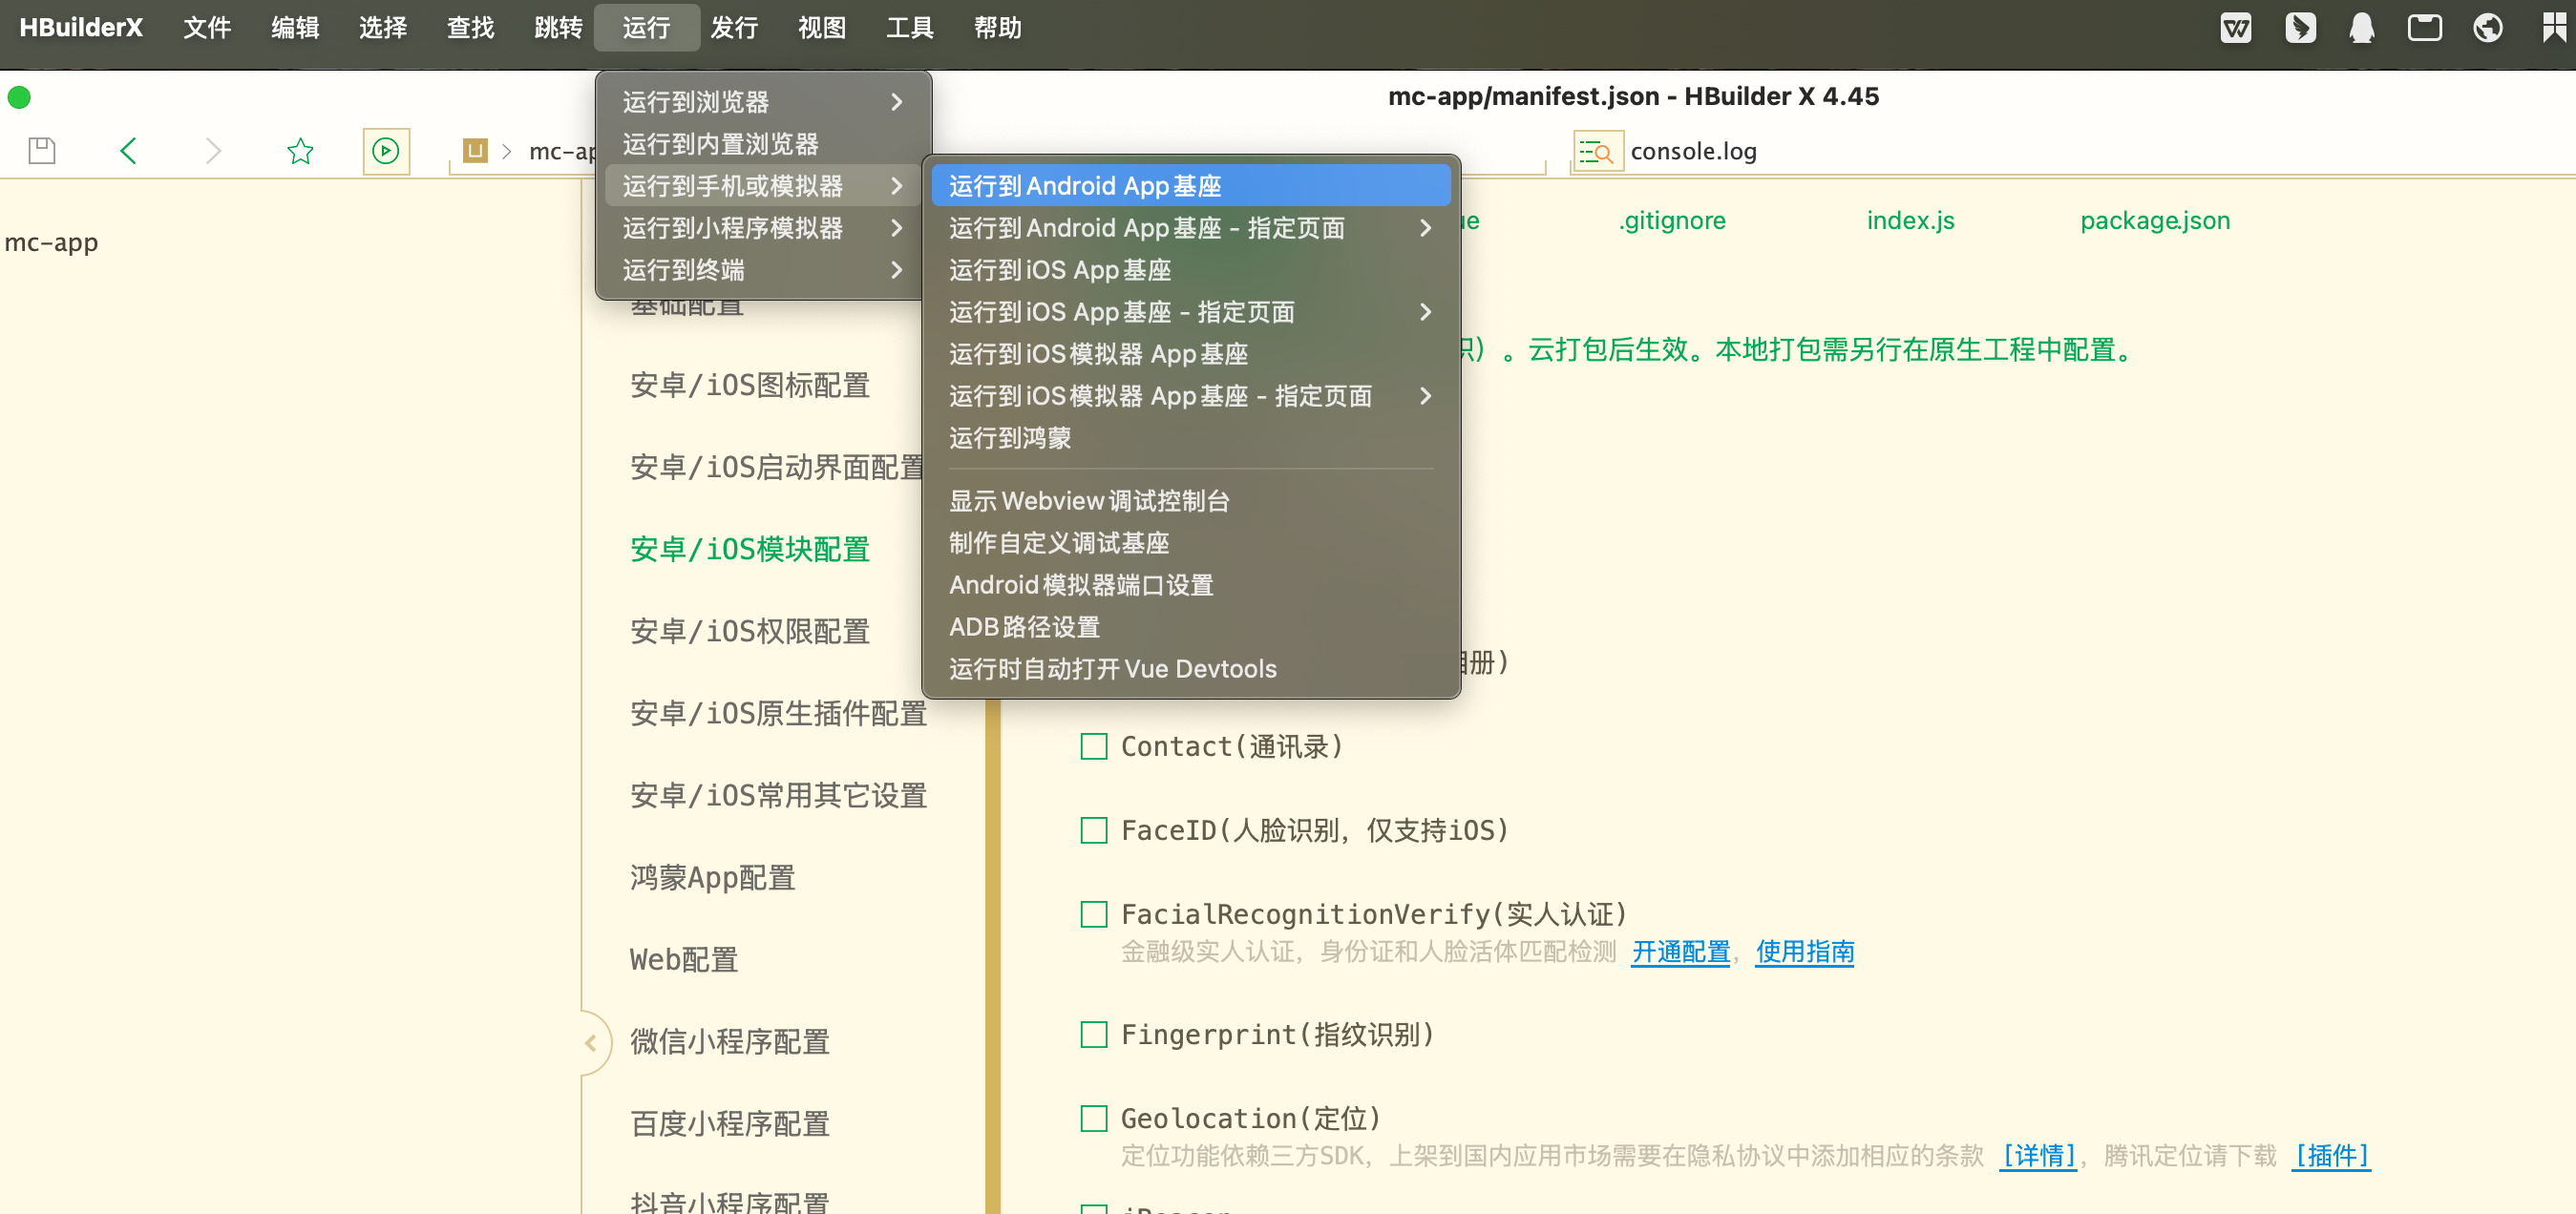 HBuilderX 文件 编辑 选择 查找 跳转 运行 发行 视图 工具 帮助
mc-app/manifest.json - HBuilder X 4.45
mc-ap
console.log
运行到浏览器
运行到内置浏览器
运行到手机或模拟器
运行到小程序模拟器
运行到终端
运行到Android App基座
运行到Android App基座 - 指定页面
运行到iOS App基座
运行到iOS App基座 - 指定页面
运行到iOS模拟器 App基座
运行到iOS模拟器 App基座 - 指定页面
运行到鸿蒙
显示Webview调试控制台
制作自定义调试基座
Android模拟器端口设置
ADB路径设置
运行时自动打开Vue Devtools
ue .gitignore index.js package.json
mc-app
基础配置
安卓/iOS图标配置
安卓/iOS启动界面配置
安卓/iOS模块配置
安卓/iOS权限配置
安卓/iOS原生插件配置
安卓/iOS常用其它设置
鸿蒙App配置
Web配置
微信小程序配置
百度小程序配置
抖音小程序配置
）。云打包后生效。本地打包需另行在原生工程中配置。
册)
Contact(通讯录)
FaceID(人脸识别，仅支持iOS)
FacialRecognitionVerify(实人认证)
金融级实人认证，身份证和人脸活体匹配检测 开通配置，使用指南
Fingerprint(指纹识别)
Geolocation(定位)
定位功能依赖三方SDK，上架到国内应用市场需要在隐私协议中添加相应的条款 [详情]，腾讯定位请下载 [插件]